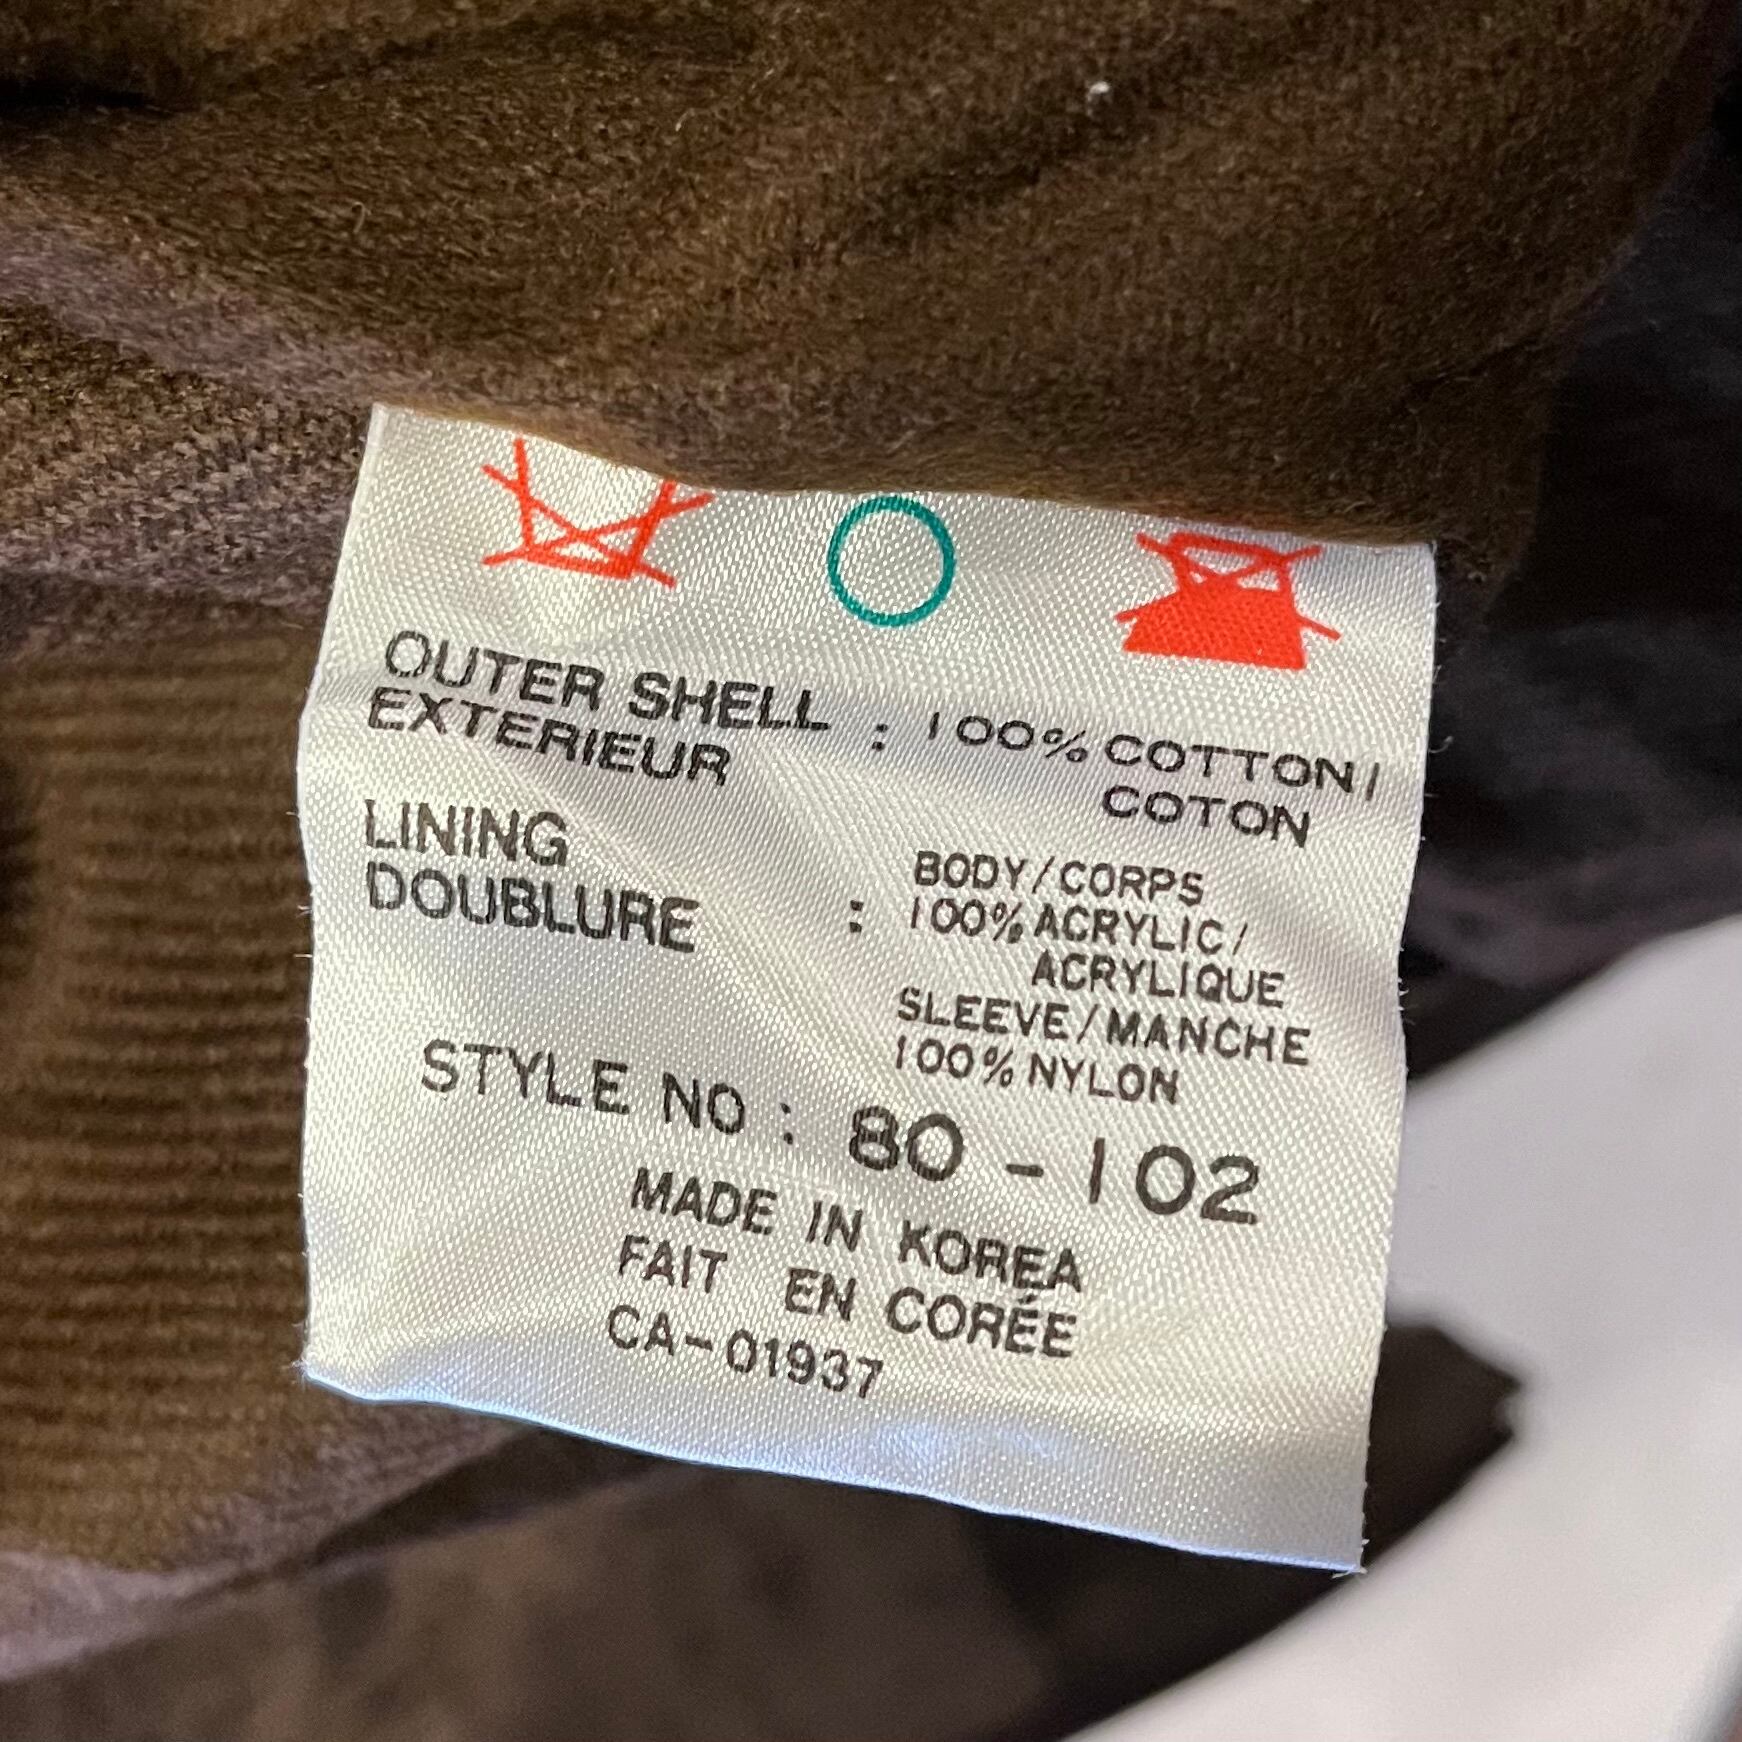 OUTER SHELL : 100% COTTON/
EXTERIEUR COTON
LINING
DOUBLURE :
BODY/CORPS
100% ACRYLIC/
ACRYLIQUE
SLEEVE/MANCHE
100% NYLON
STYLE NO : 80-102
MADE IN KOREA
FAIT EN CORÉE
CA-01937